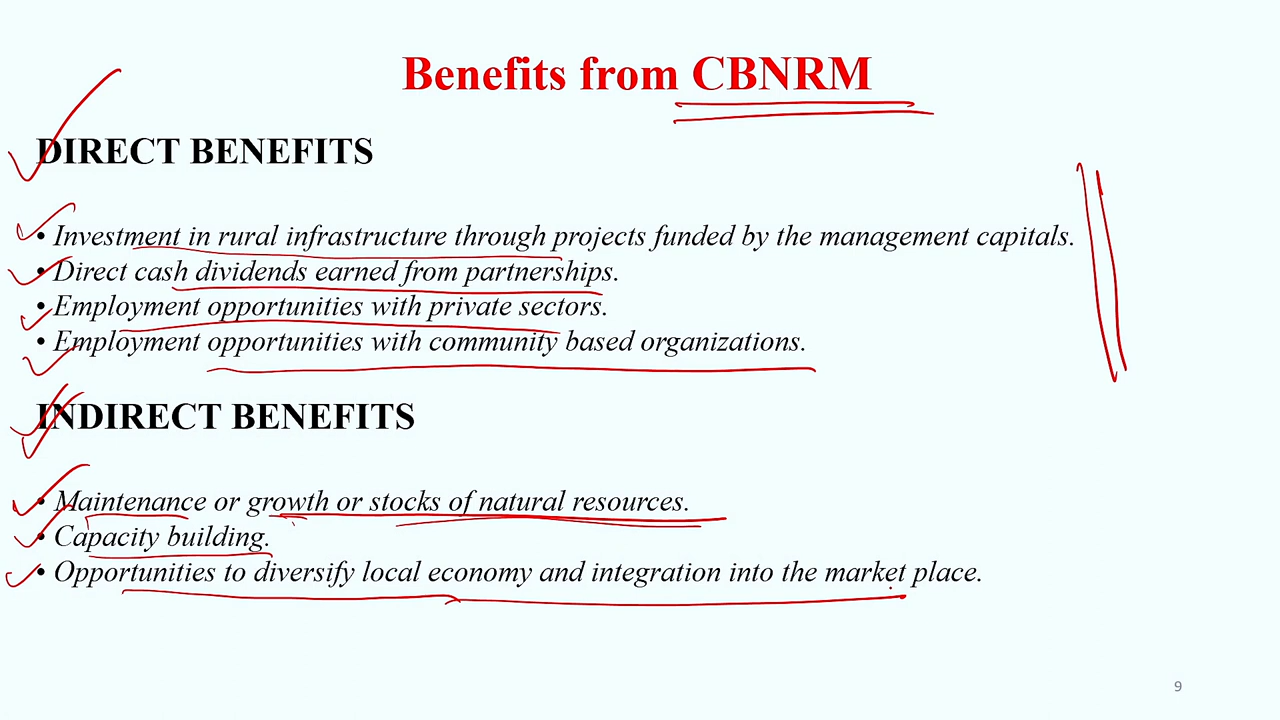 Benefits from CBNRM
DIRECT BENEFITS
• Investment in rural infrastructure through projects funded by the management capitals.
• Direct cash dividends earned from partnerships.
• Employment opportunities with private sectors.
• Employment opportunities with community based organizations.
INDIRECT BENEFITS
• Maintenance or growth or stocks of natural resources.
• Capacity building.
• Opportunities to diversify local economy and integration into the market place.
9